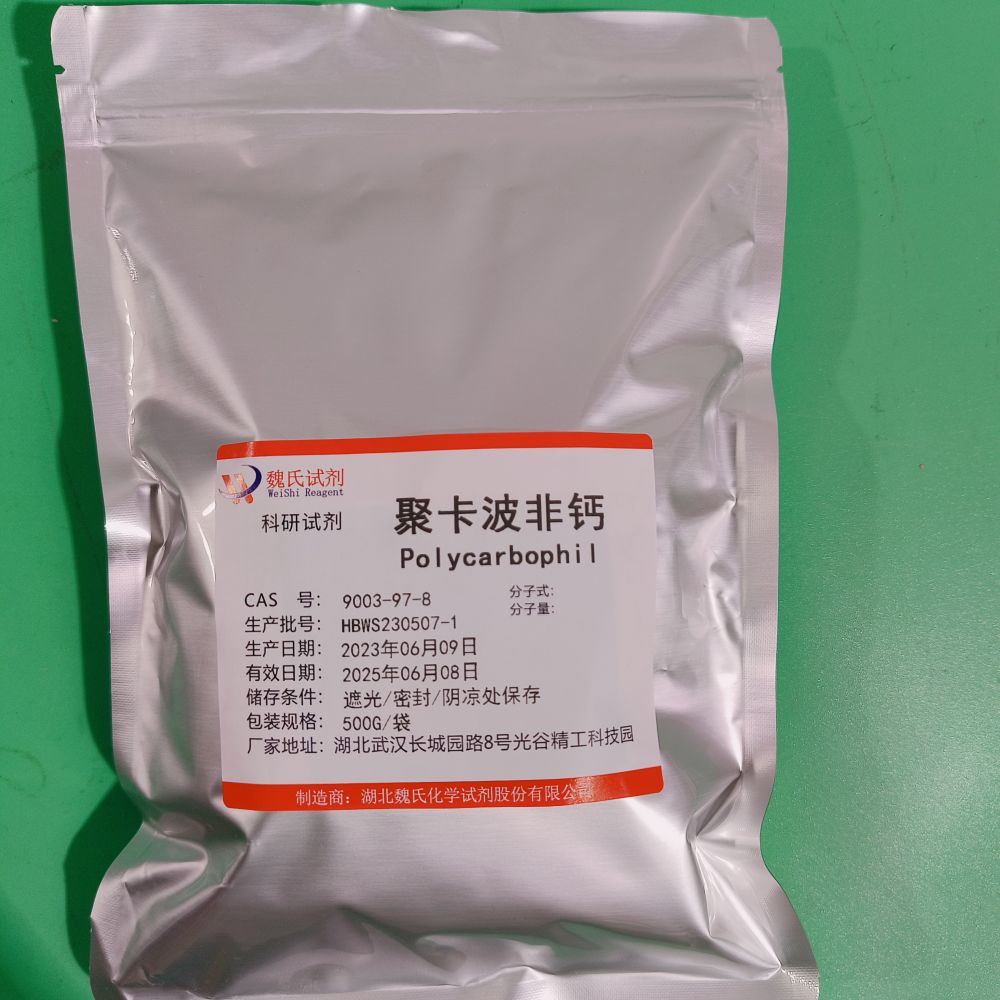 魏氏试剂
WeiShi Reagent
科研试剂
聚卡波非钙
Polycarbophil
CAS 号: 9003-97-8
分子式:
分子量:
生产批号: HBWS230507-1
生产日期: 2023年06月09日
有效日期: 2025年06月08日
储存条件: 遮光/密封/阴凉处保存
包装规格: 500G/袋
厂家地址: 湖北武汉长城园路8号光谷精工科技园
制造商: 湖北魏氏化学试剂股份有限公司